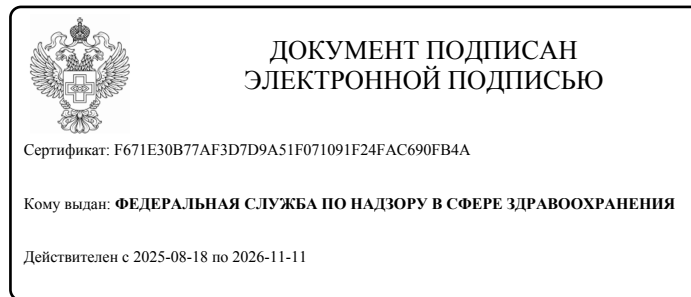 ДОКУМЕНТ ПОДПИСАН
ЭЛЕКТРОННОЙ ПОДПИСЬЮ
Сертификат: F671E30B77AF3D7D9A51F071091F24FAC690FB4A
Кому выдан: ФЕДЕРАЛЬНАЯ СЛУЖБА ПО НАДЗОРУ В СФЕРЕ ЗДРАВООХРАНЕНИЯ
Действителен с 2025-08-18 по 2026-11-11